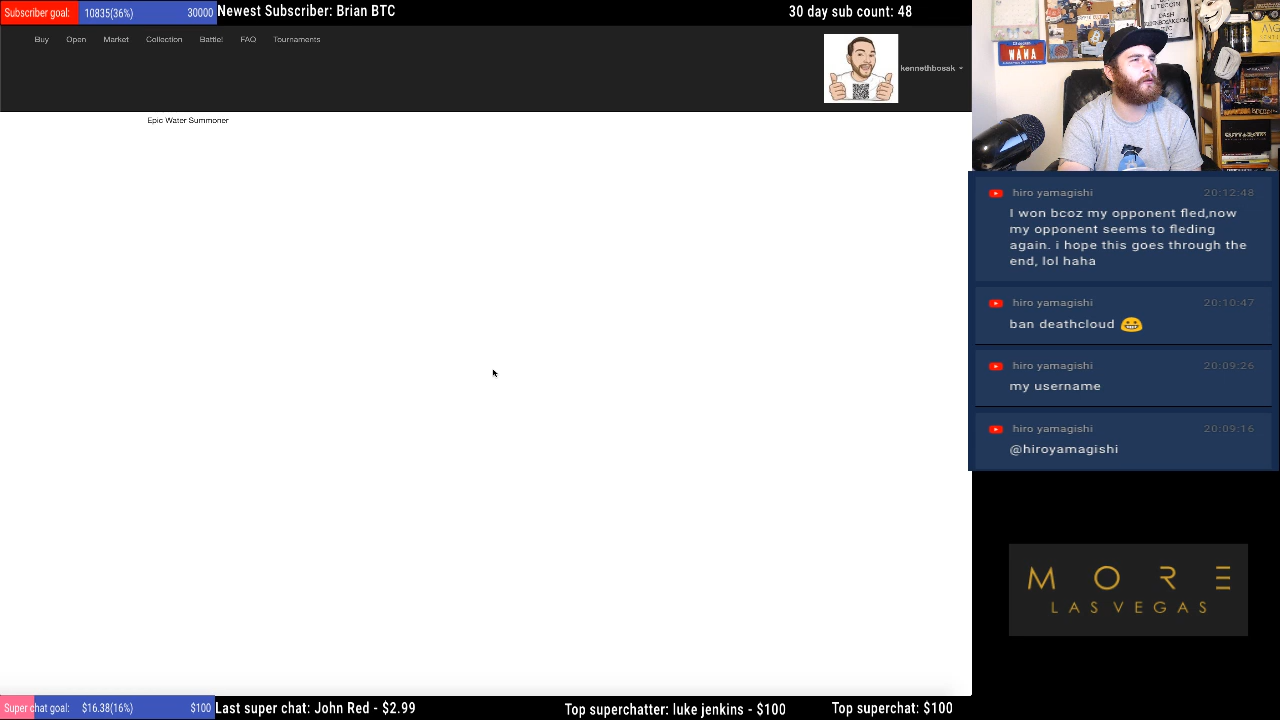 Subscriber goal: 10835(36%) 30000
Newest Subscriber: Brian BTC
30 day sub count: 48
Buy Open Market Collection Battle! FAQ Tournaments
kennethbosak
Epic Water Summoner
LITECOIN
DASH
WAWA
hiro yamagishi 20:12:48
I won bcoz my opponent fled,now
my opponent seems to fleding
again. i hope this goes through the
end, lol haha
hiro yamagishi 20:10:47
ban deathcloud
hiro yamagishi 20:09:26
my username
hiro yamagishi 20:09:16
@hiroyamagishi
MORE
LAS VEGAS
Super chat goal: $16.38(16%) $100
Last super chat: John Red - $2.99
Top superchatter: luke jenkins - $100
Top superchat: $100